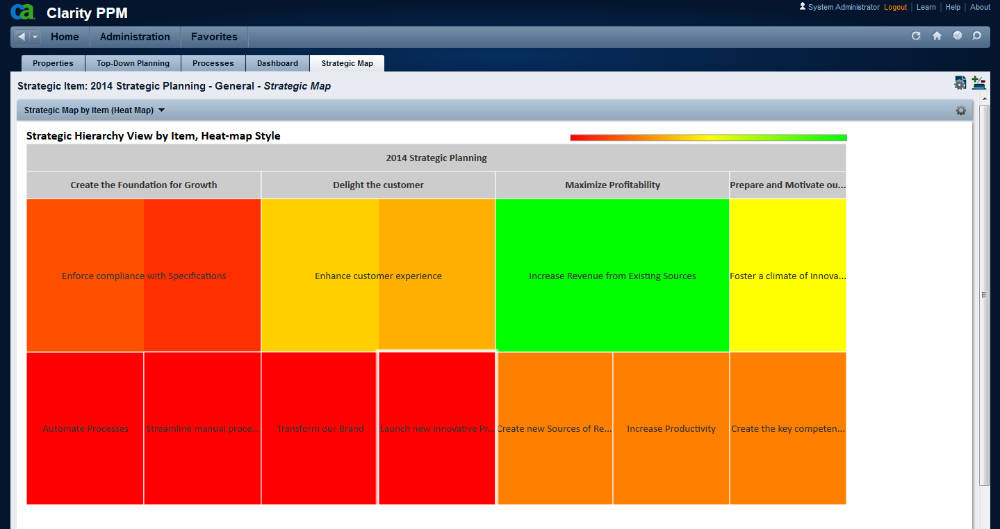 ca Clarity PPM
System Administrator Logout Learn Help About
Home Administration Favorites
Properties Top-Down Planning Processes Dashboard Strategic Map
Strategic Item: 2014 Strategic Planning - General - Strategic Map
Strategic Map by Item (Heat Map)
Strategic Hierarchy View by Item, Heat-map Style
2014 Strategic Planning
Create the Foundation for Growth Delight the customer Maximize Profitability Prepare and Motivate ou...
Enforce compliance with Specifications Enhance customer experience Increase Revenue from Existing Sources Foster a climate of innova...
Automate Processes Streamline manual proce... Transform our Brand Launch new Innovative Pr... Create new Sources of Re... Increase Productivity Create the key competen...